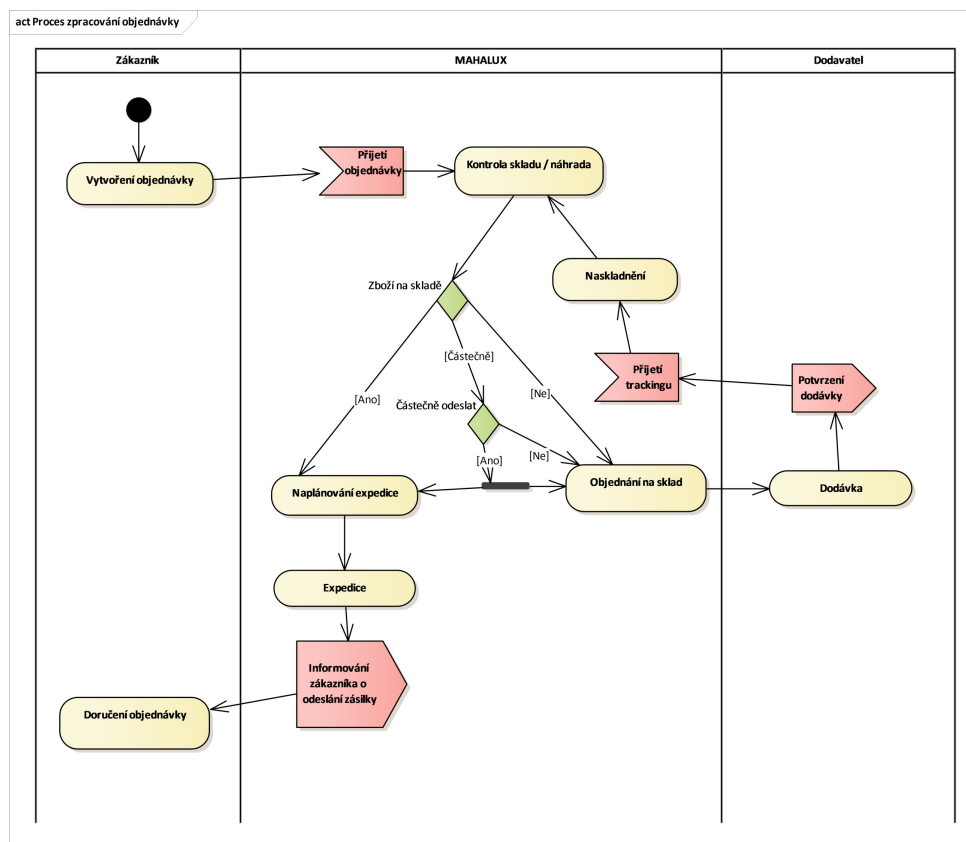 act Proces zpracování objednávky
Zákazník
MAHALUX
Dodavatel
Vytvoření objednávky
Přijetí
objednávky
Kontrola skladu / náhrada
Naskladnění
Zboží na skladě
[Částečně]
Přijetí
trackingu
Potvrzení
dodávky
[Ano]
Částečně odeslat
[Ne]
[Ano]
[Ne]
Naplánování expedice
Objednání na sklad
Dodávka
Expedice
Informování
zákazníka o
odeslání zásilky
Doručení objednávky